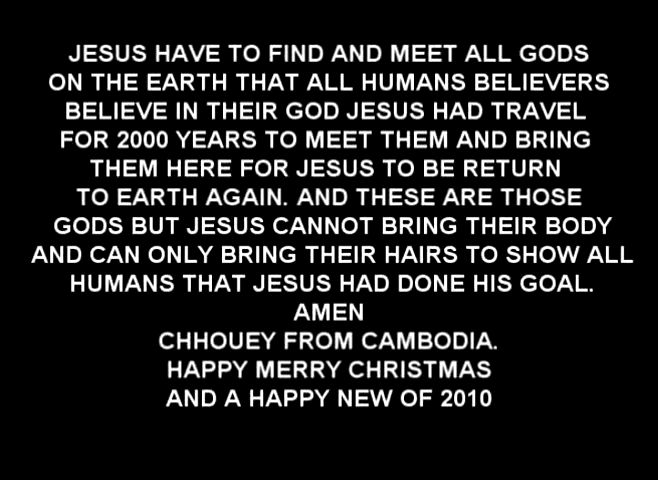 JESUS HAVE TO FIND AND MEET ALL GODS
ON THE EARTH THAT ALL HUMANS BELIEVERS
BELIEVE IN THEIR GOD JESUS HAD TRAVEL
FOR 2000 YEARS TO MEET THEM AND BRING
THEM HERE FOR JESUS TO BE RETURN
TO EARTH AGAIN. AND THESE ARE THOSE
GODS BUT JESUS CANNOT BRING THEIR BODY
AND CAN ONLY BRING THEIR HAIRS TO SHOW ALL
HUMANS THAT JESUS HAD DONE HIS GOAL.
AMEN
CHHOUEY FROM CAMBODIA.
HAPPY MERRY CHRISTMAS
AND A HAPPY NEW OF 2010